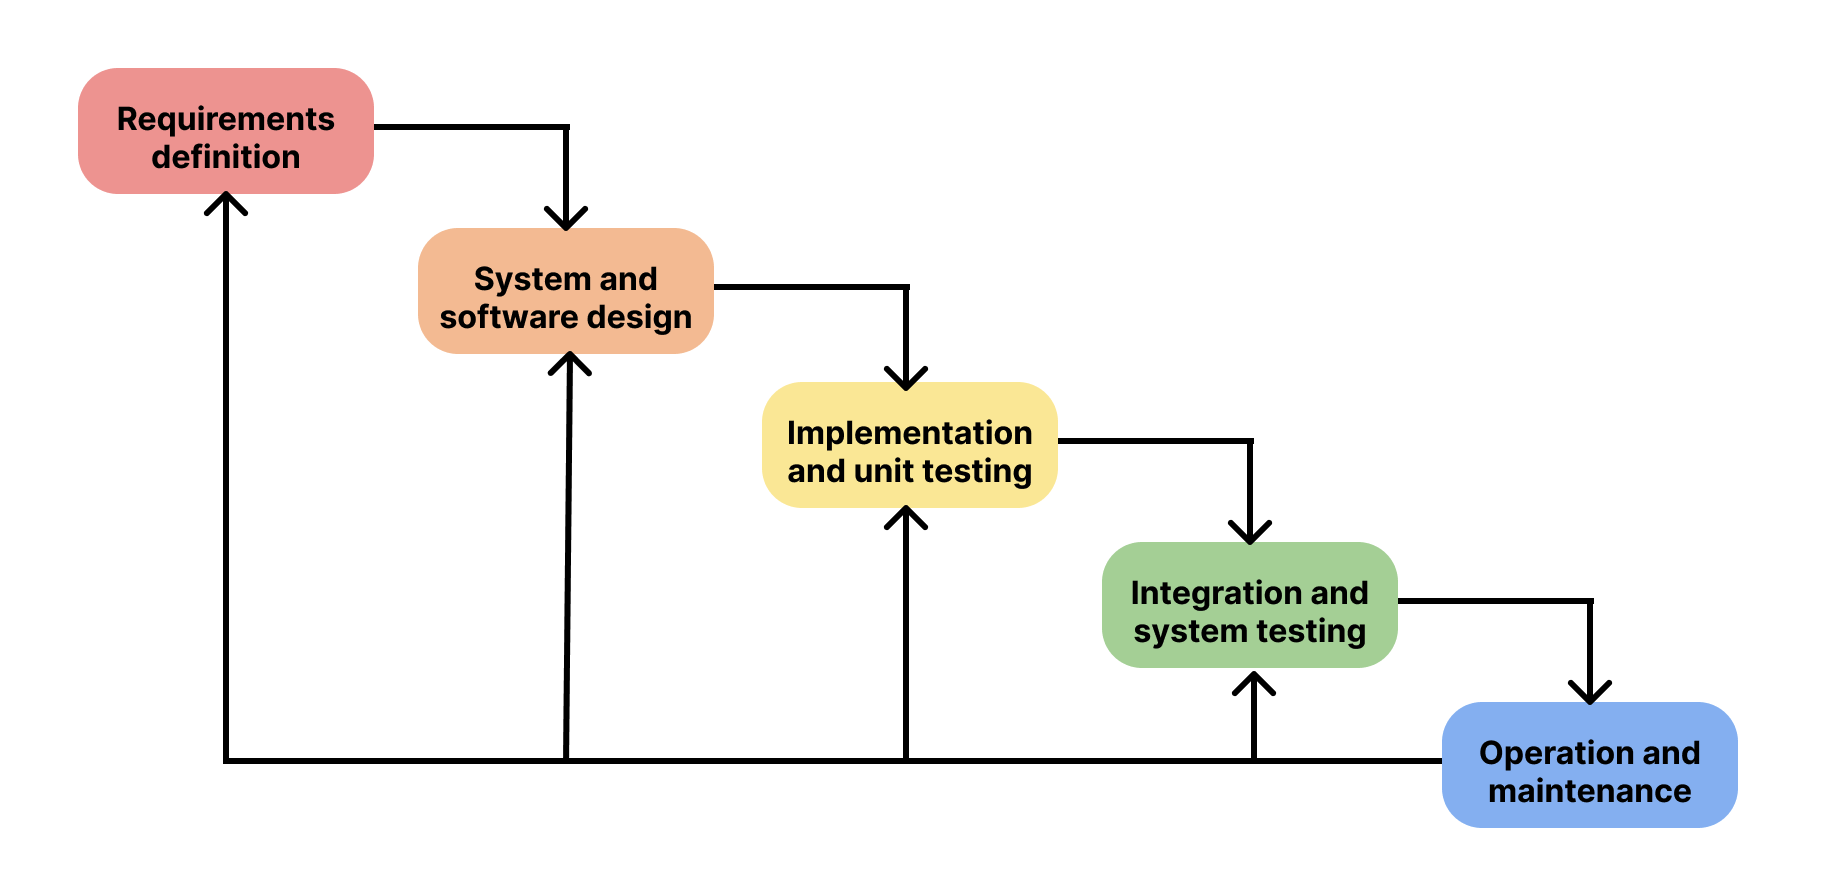 Requirements
definition
System and
software design
Implementation
and unit testing
Integration and
system testing
Operation and
maintenance